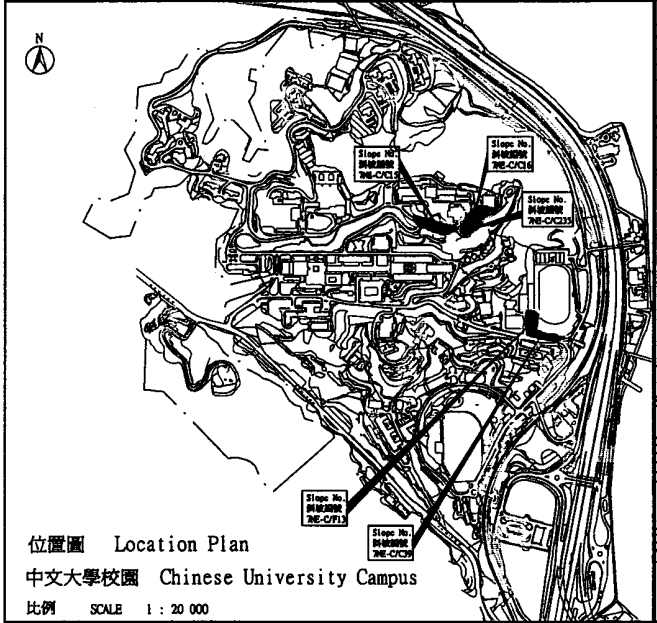 N
Slope No.
斜坡編號
7NE-C/C15
Slope No.
斜坡編號
7NE-C/C16
Slope No.
斜坡編號
7NE-C/C235
Slope No.
斜坡編號
7NE-C/F13
Slope No.
斜坡編號
7NE-C/C39
位置圖 Location Plan
中文大學校園 Chinese University Campus
比例 SCALE 1 : 20 000